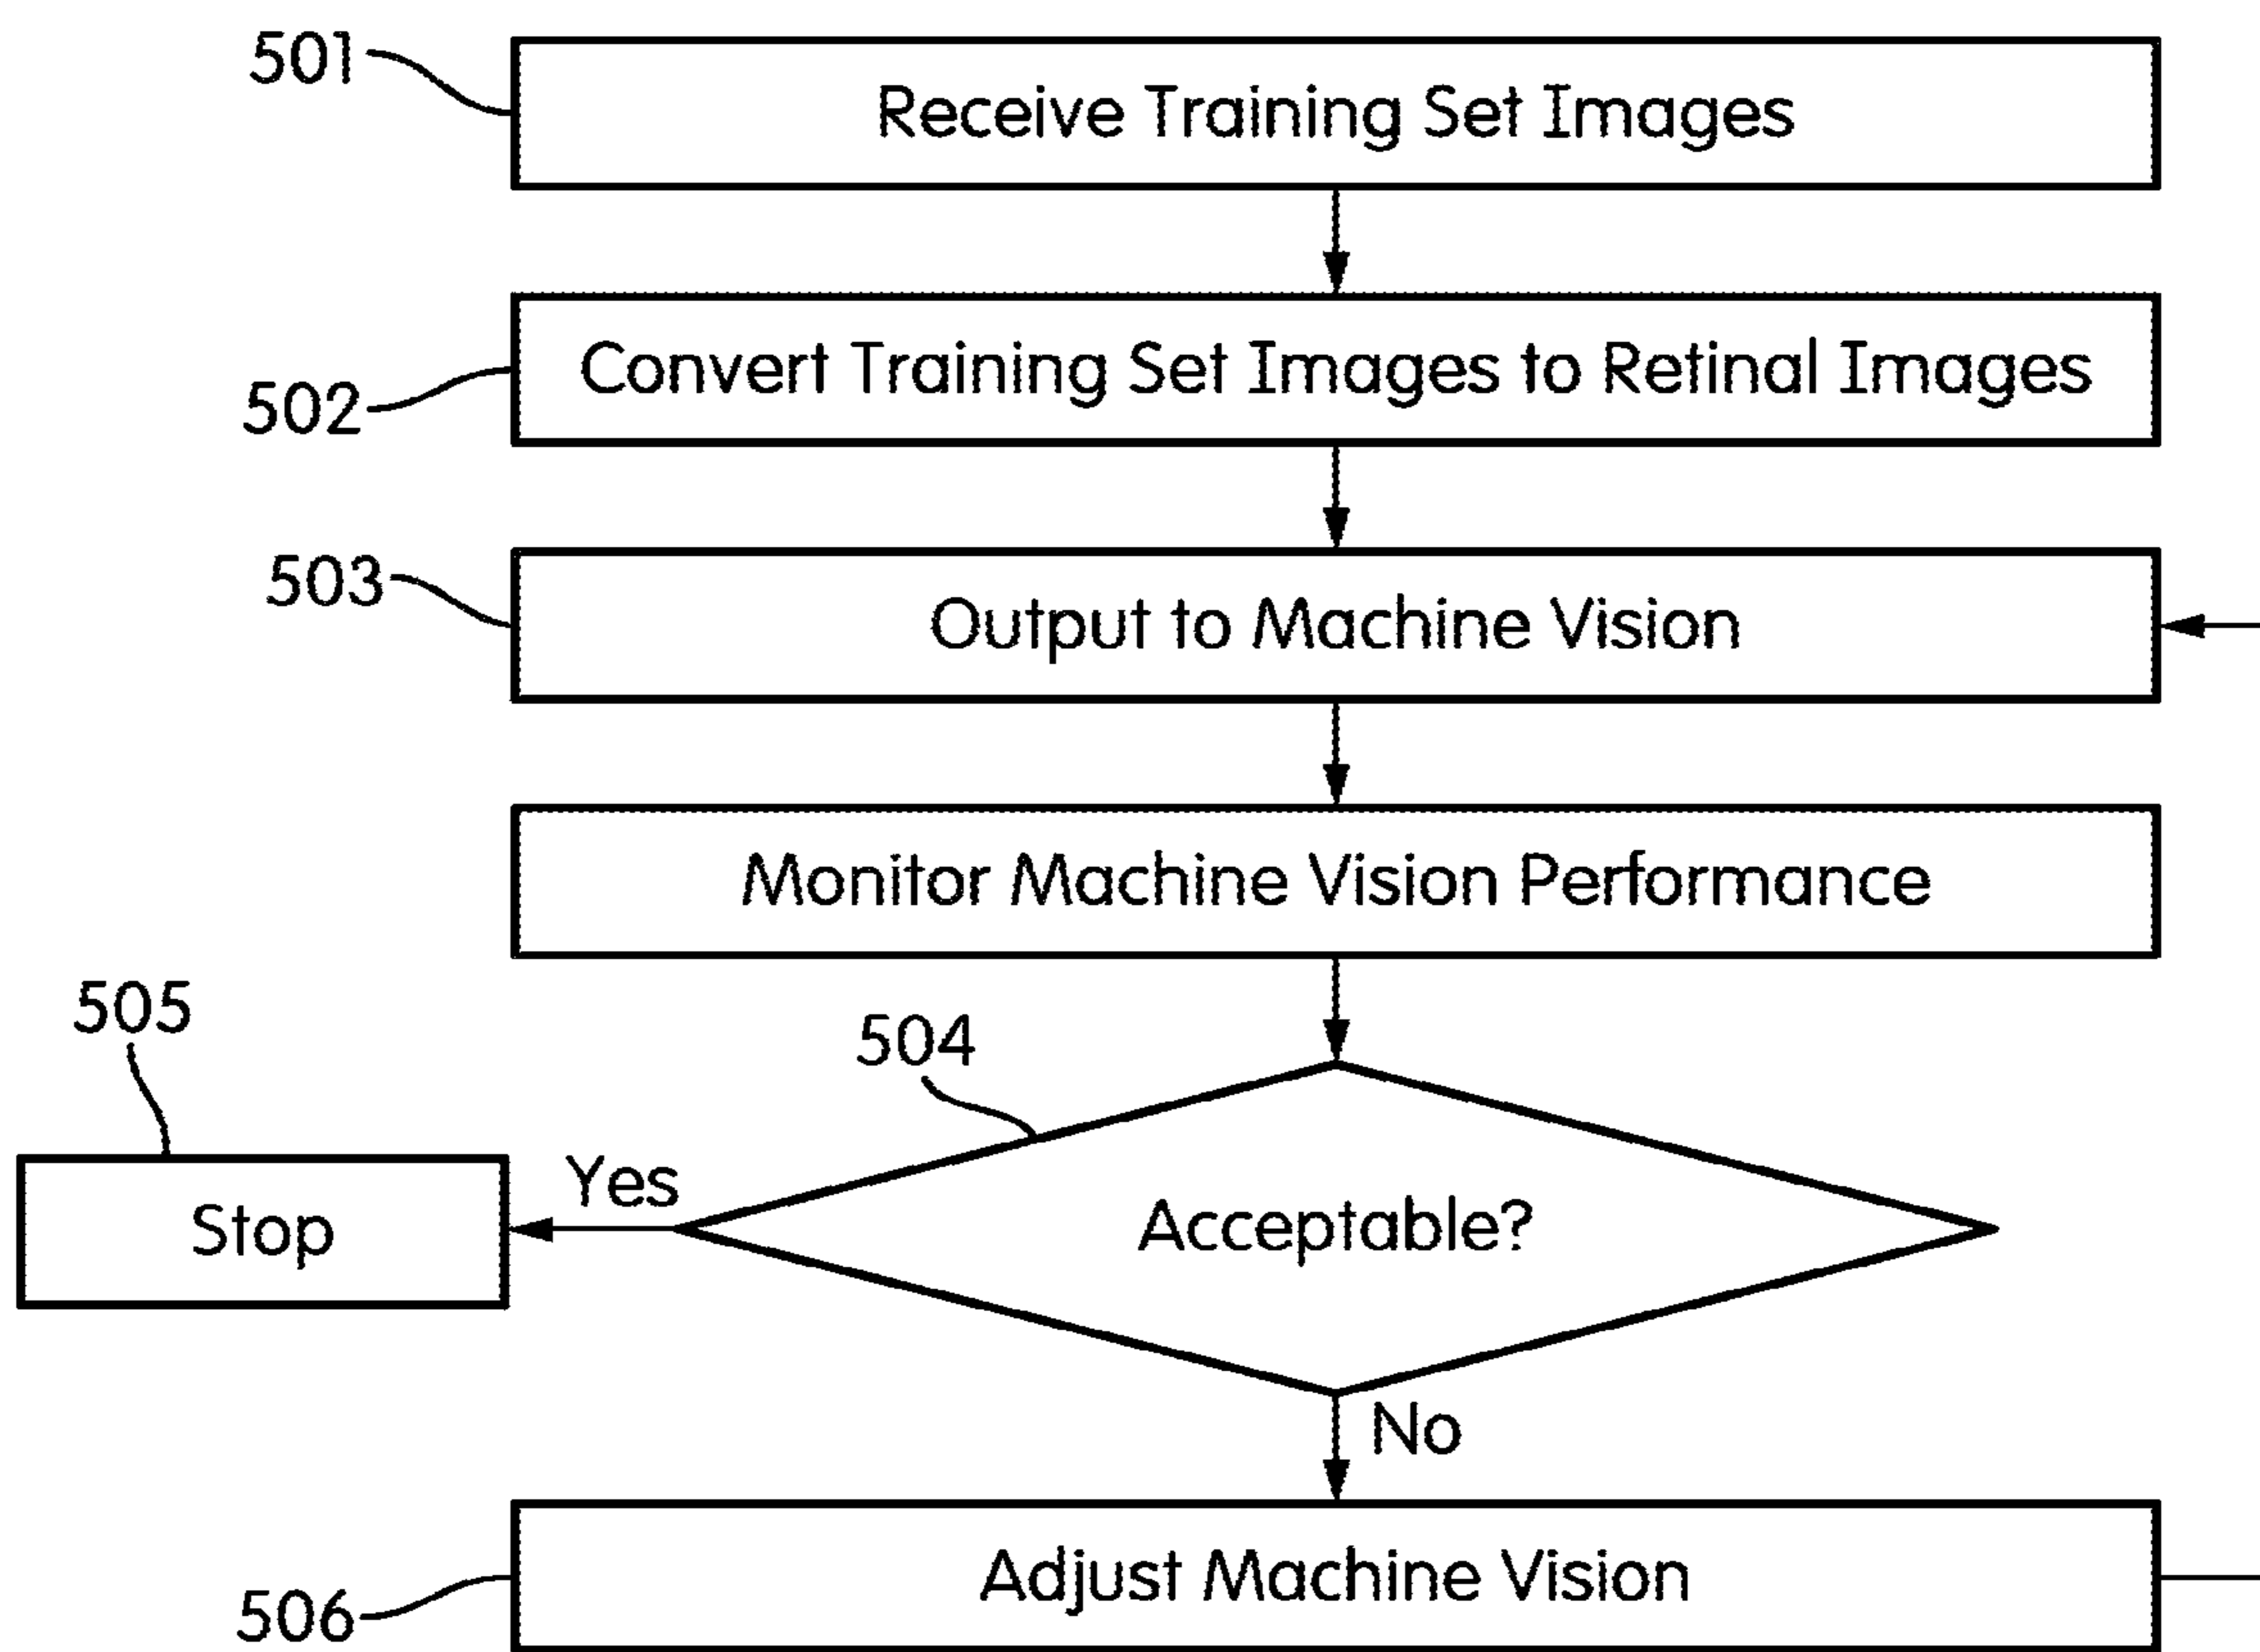 501
Receive Training Set Images
502
Convert Training Set Images to Retinal Images
503
Output to Machine Vision
Monitor Machine Vision Performance
505
504
Stop
Yes
Acceptable?
No
506
Adjust Machine Vision